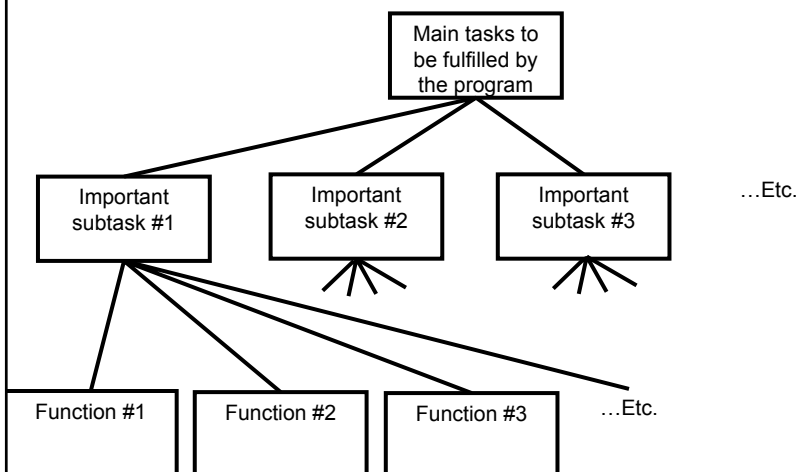 Main tasks to
be fulfilled by
the program
Important
subtask #1
Important
subtask #2
Important
subtask #3
…Etc.
Function #1
Function #2
Function #3
…Etc.